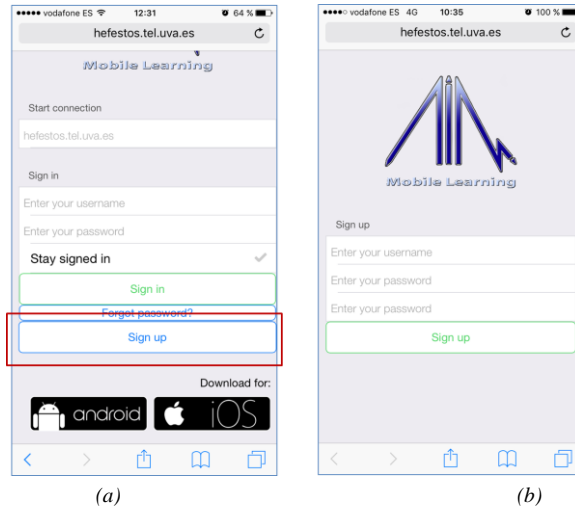 vodafone ES 12:31 64 %
hefestos.tel.uva.es
Mobile Learning
Start connection
hefestos.tel.uva.es
Sign in
Enter your username
Enter your password
Stay signed in
Sign in
Forgot password?
Sign up
Download for:
android iOS
(a)
vodafone ES 4G 10:35 100 %
hefestos.tel.uva.es
Mobile Learning
Sign up
Enter your username
Enter your password
Enter your password
Sign up
(b)